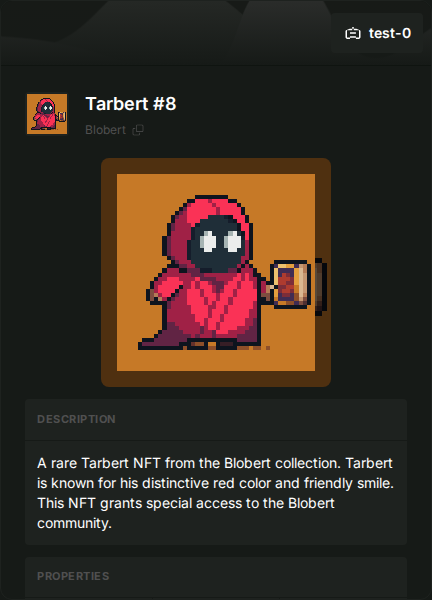 test-0
Tarbert #8
Blobert
DESCRIPTION
A rare Tarbert NFT from the Blobert collection. Tarbert
is known for his distinctive red color and friendly smile.
This NFT grants special access to the Blobert
community.
PROPERTIES